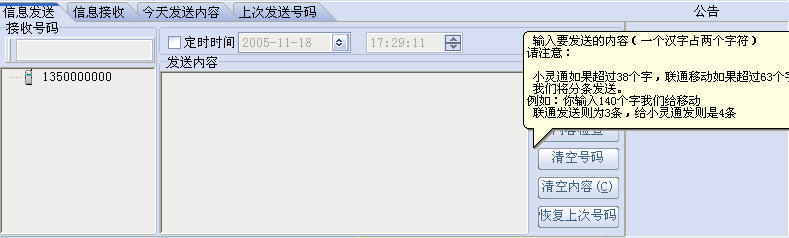 信息发送
信息接收
今天发送内容
上次发送号码
公告
接收号码
定时时间
2005-11-18
17:29:11
发送内容
1350000000
输入要发送的内容(一个汉字占两个字符)
请注意:
小灵通如果超过38个字,联通移动如果超过63个字
我们将分条发送。
例如:你输入140个字我们给移动
联通发送则为3条,给小灵通发则是4条
清空号码
清空内容(C)
恢复上次号码